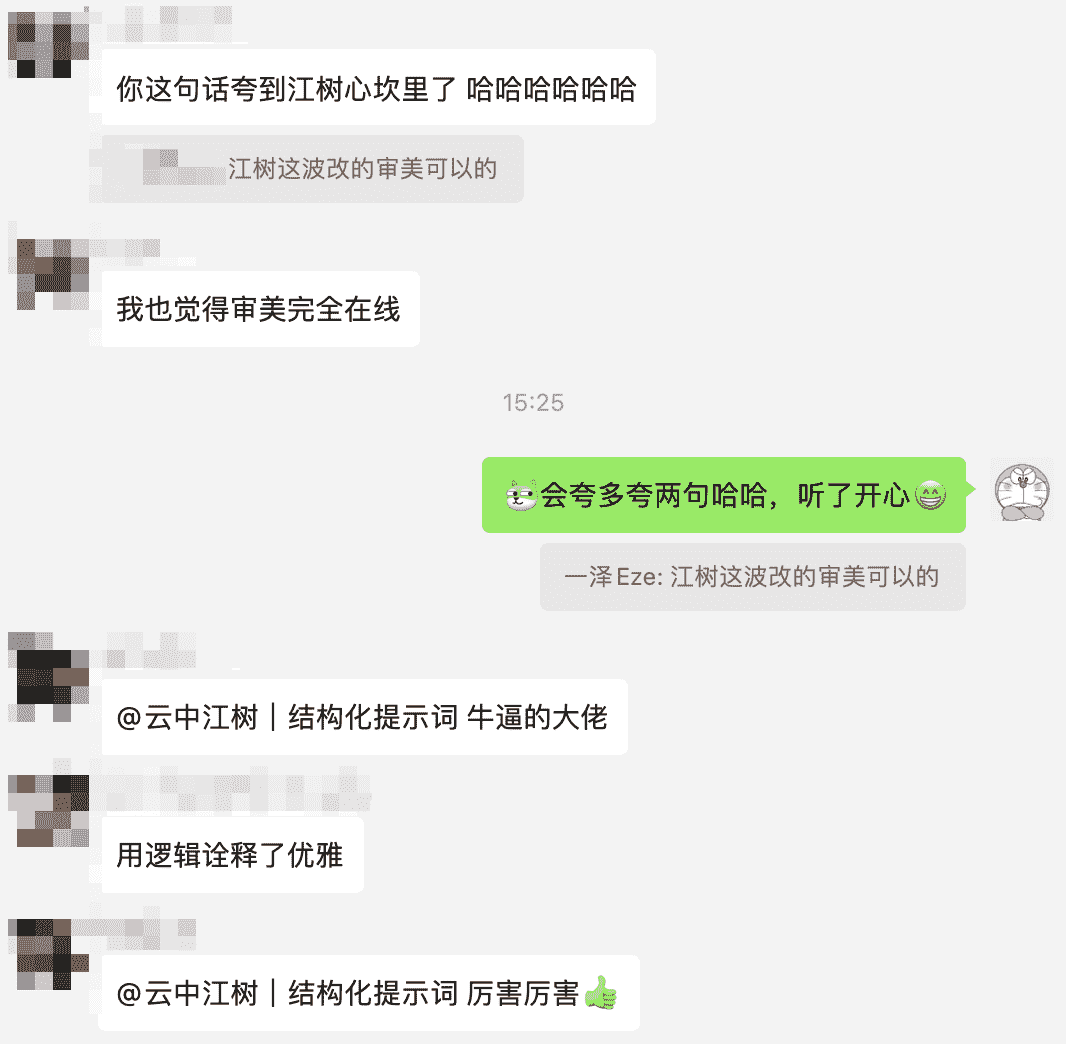 你这句话夸到江树心坎里了 哈哈哈哈哈哈
江树这波改的审美可以的
我也觉得审美完全在线
15:25
会夸多夸两句哈哈，听了开心
一泽Eze: 江树这波改的审美可以的
@云中江树｜结构化提示词 牛逼的大佬
用逻辑诠释了优雅
@云中江树｜结构化提示词 厉害厉害